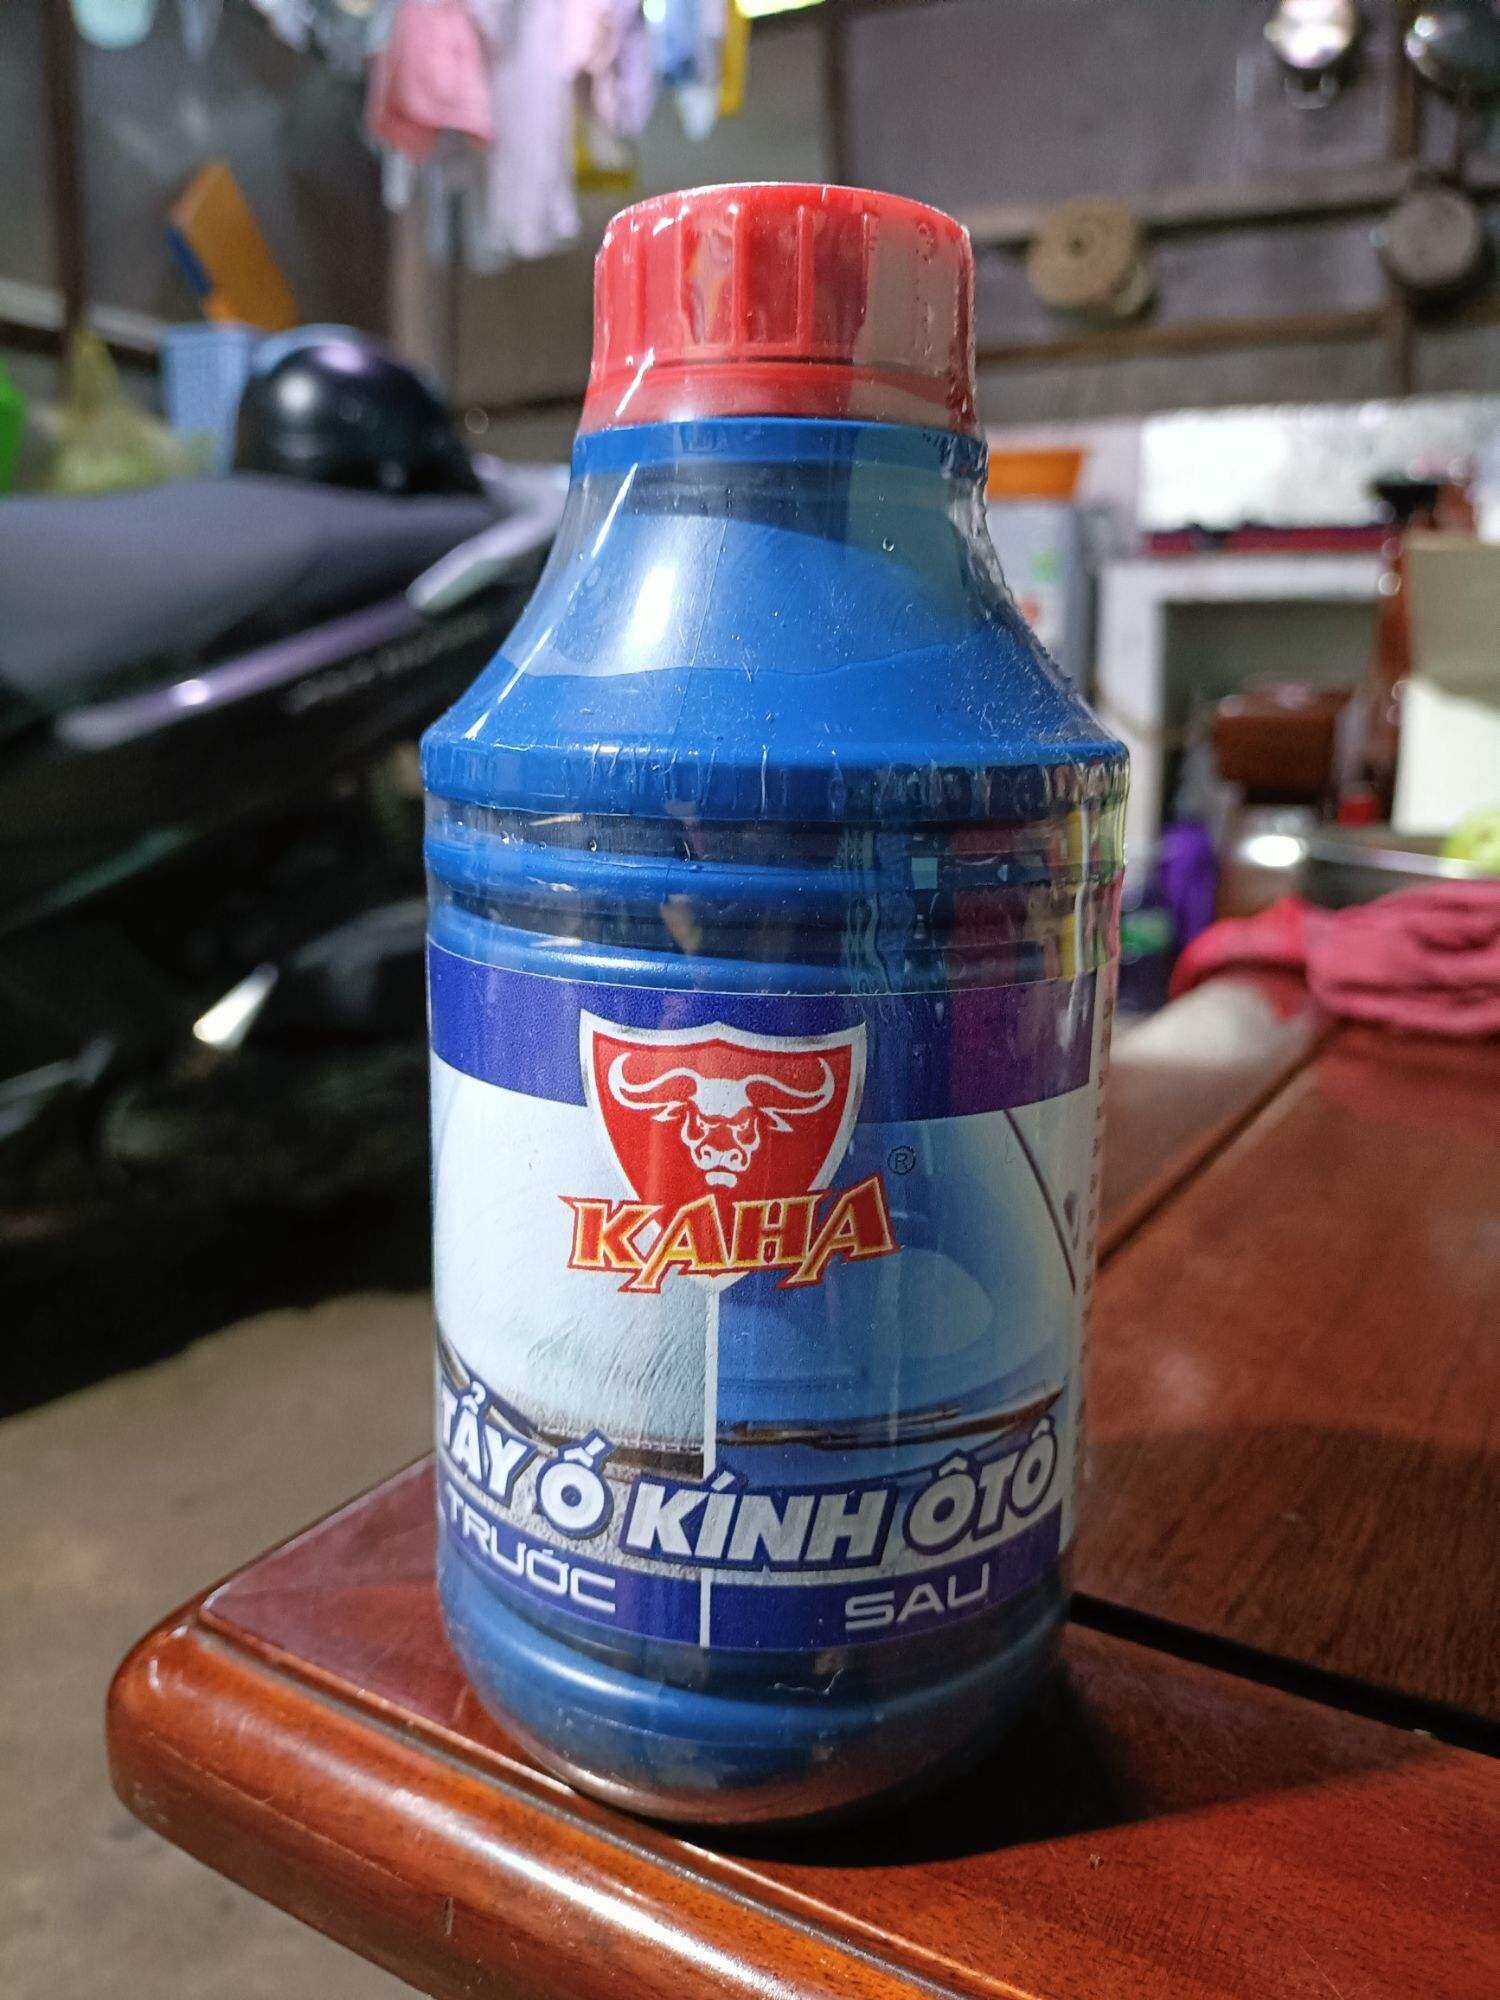 KAHA ®
TẨY Ố KÍNH ÔTÔ
TRƯỚC
SAU